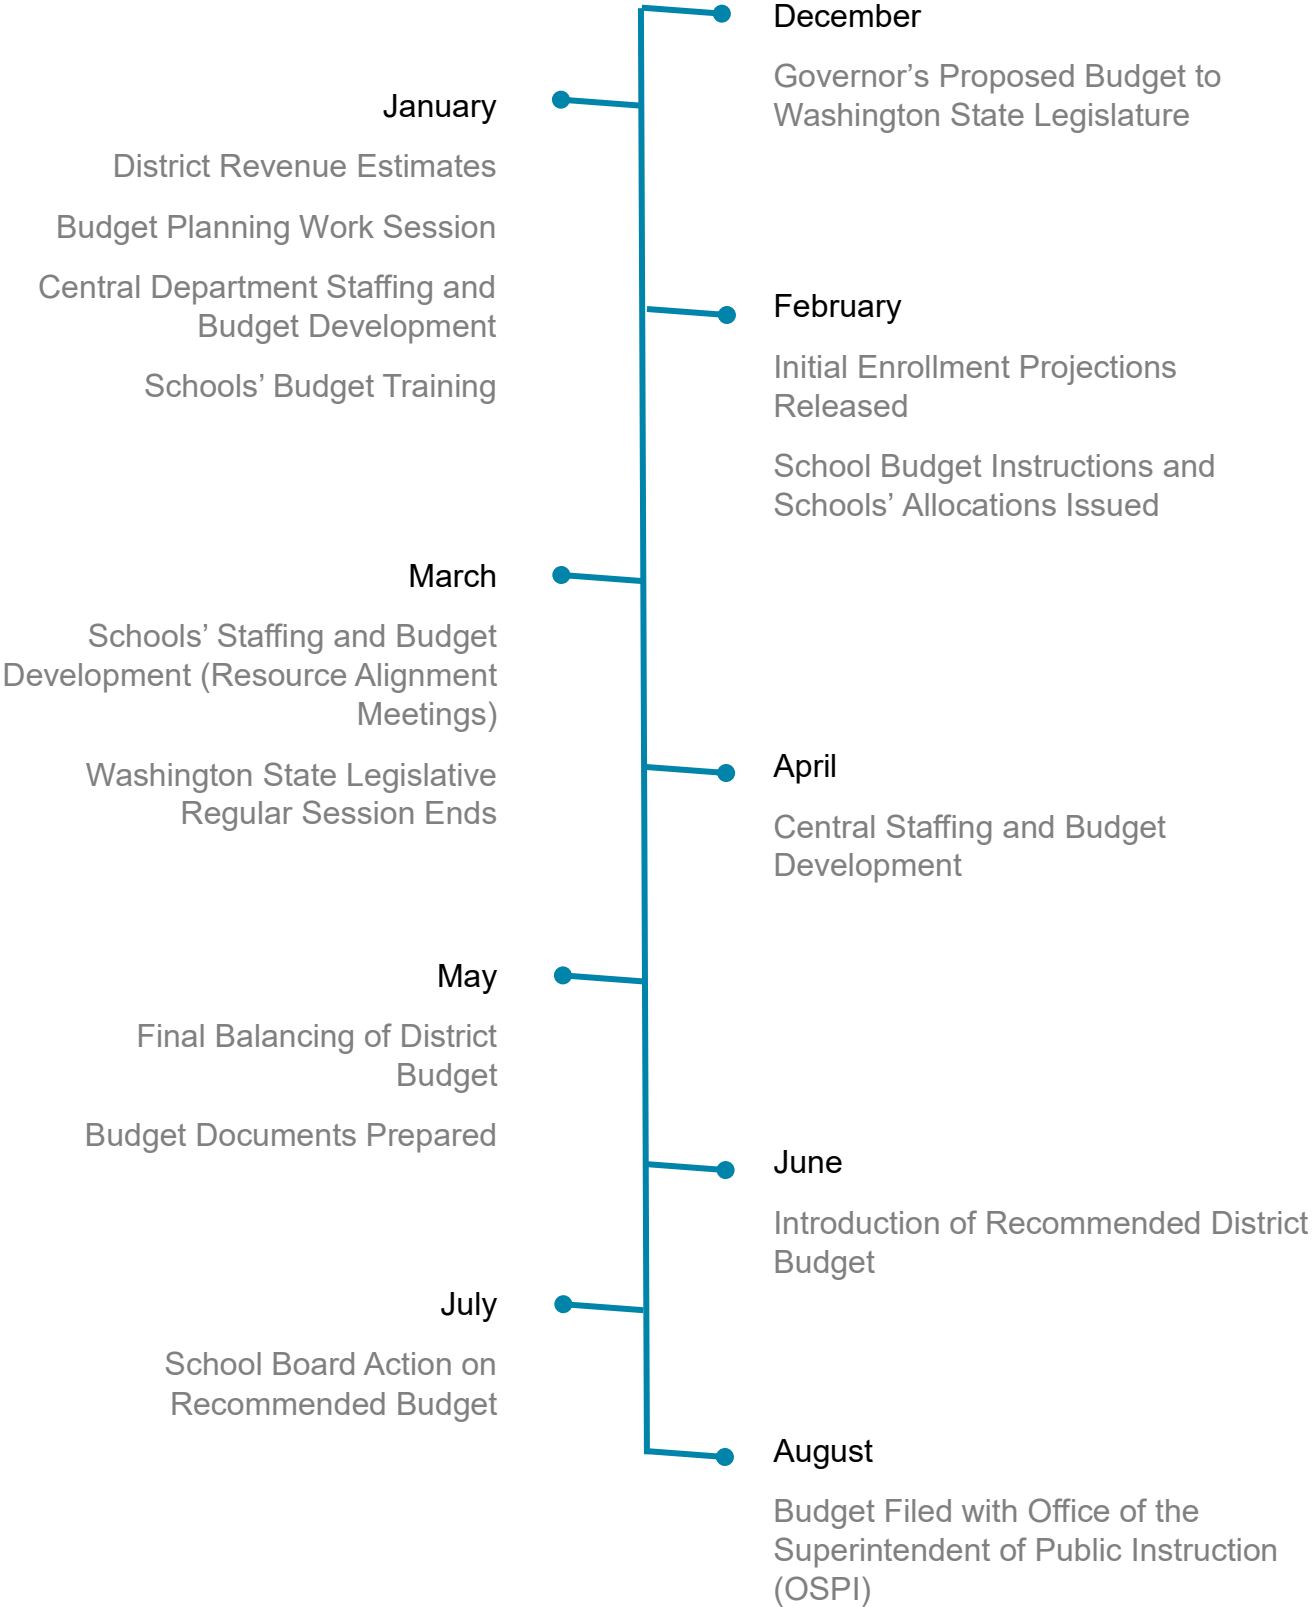 December
Governor’s Proposed Budget to
Washington State Legislature
January
District Revenue Estimates
Budget Planning Work Session
Central Department Staffing and
Budget Development
Schools’ Budget Training
February
Initial Enrollment Projections
Released
School Budget Instructions and
Schools’ Allocations Issued
March
Schools’ Staffing and Budget
Development (Resource Alignment
Meetings)
Washington State Legislative
Regular Session Ends
April
Central Staffing and Budget
Development
May
Final Balancing of District
Budget
Budget Documents Prepared
June
Introduction of Recommended District
Budget
July
School Board Action on
Recommended Budget
August
Budget Filed with Office of the
Superintendent of Public Instruction
(OSPI)